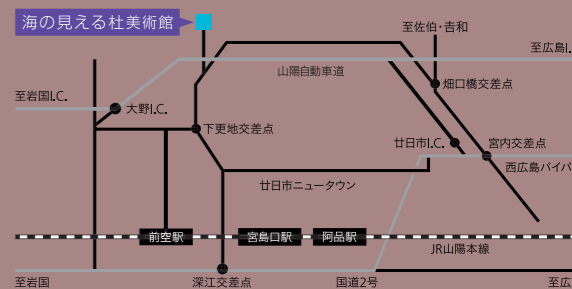 海の見える杜美術館
至佐伯・吉和
至広島I.
山陽自動車道
畑口橋交差点
至岩国I.C.
大野I.C.
下更地交差点
廿日市I.C.
宮内交差点
西広島バイパ
廿日市ニュータウン
前空駅
宮島口駅
阿品駅
JR山陽本線
至岩国
深江交差点
国道2号
至広